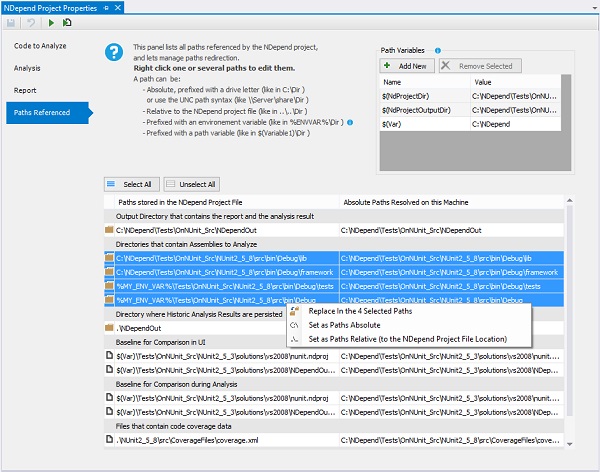 NDepend Project Properties
Code to Analyze
Analysis
Report
Paths Referenced
This panel lists all paths referenced by the NDepend project,
and lets manage paths redirection.
Right click one or several paths to edit them.
A path can be:
- Absolute, prefixed with a drive letter (like in C:\Dir )
or use the UNC path syntax (like \\Server\share\Dir )
- Relative to the NDepend project file (like in ..\..\Dir )
- Prefixed with an environement variable (like in %ENVVAR%\Dir )
- Prefixed with a path variable (like in $(Variable1)\Dir )
Path Variables
Add New
Remove Selected
Name Value
$(NdProjectDir) C:\NDepend\Tests\OnNU...
$(NdProjectOutputDir) C:\NDepend\Tests\OnNU...
$(Var) C:\NDepend
Select All
Unselect All
Paths stored in the NDepend Project File Absolute Paths Resolved on this Machine
Output Directory that contains the report and the analysis result
C:\NDepend\Tests\OnNUnit_Src\NDependOut C:\NDepend\Tests\OnNUnit_Src\NDependOut
Directories that contain Assemblies to Analyze
C:\NDepend\Tests\OnNUnit_Src\NUnit2_5_8\src\bin\Debug\lib C:\NDepend\Tests\OnNUnit_Src\NUnit2_5_8\src\bin\Debug\lib
C:\NDepend\Tests\OnNUnit_Src\NUnit2_5_8\src\bin\Debug\framework C:\NDepend\Tests\OnNUnit_Src\NUnit2_5_8\src\bin\Debug\framework
%MY_ENV_VAR%\Tests\OnNUnit_Src\NUnit2_5_8\src\bin\Debug\tests C:\NDepend\Tests\OnNUnit_Src\NUnit2_5_8\src\bin\Debug\tests
%MY_ENV_VAR%\Tests\OnNUnit_Src\NUnit2_5_8\src\bin\Debug C:\NDepend\Tests\OnNUnit_Src\NUnit2_5_8\src\bin\Debug
Directory where Historic Analysis Results are persisted
Replace In the 4 Selected Paths
.\NDependOut
Set as Paths Absolute
Baseline for Comparison in UI
Set as Paths Relative (to the NDepend Project File Location)
$(Var)\Tests\OnNUnit_Src\NUnit2_5_3\solutions\vs2008\nunit.ndproj C:\NDepend\Tests\OnNUnit_Src\NUnit2_5_3\solutions\vs2008\nunit.n...
$(Var)\Tests\OnNUnit_Src\NUnit2_5_3\solutions\vs2008\NDependOu... C:\NDepend\Tests\OnNUnit_Src\NUnit2_5_3\solutions\vs2008\NDep...
Baseline for Comparison during Analysis
$(Var)\Tests\OnNUnit_Src\NUnit2_5_3\solutions\vs2008\nunit.ndproj C:\NDepend\Tests\OnNUnit_Src\NUnit2_5_3\solutions\vs2008\nunit.n...
$(Var)\Tests\OnNUnit_Src\NUnit2_5_3\solutions\vs2008\NDependOu... C:\NDepend\Tests\OnNUnit_Src\NUnit2_5_3\solutions\vs2008\NDep...
Files that contain code coverage data
.\NUnit2_5_8\src\CoverageFiles\coverage.xml C:\NDepend\Tests\OnNUnit_Src\NUnit2_5_8\src\CoverageFiles\cove...